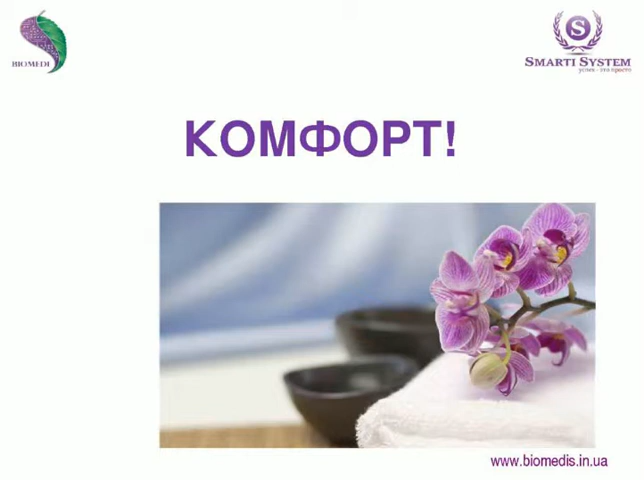 BIOMEDI
SMARTI SYSTEM
успех - это просто
КОМФОРТ!
www.biomedis.in.ua